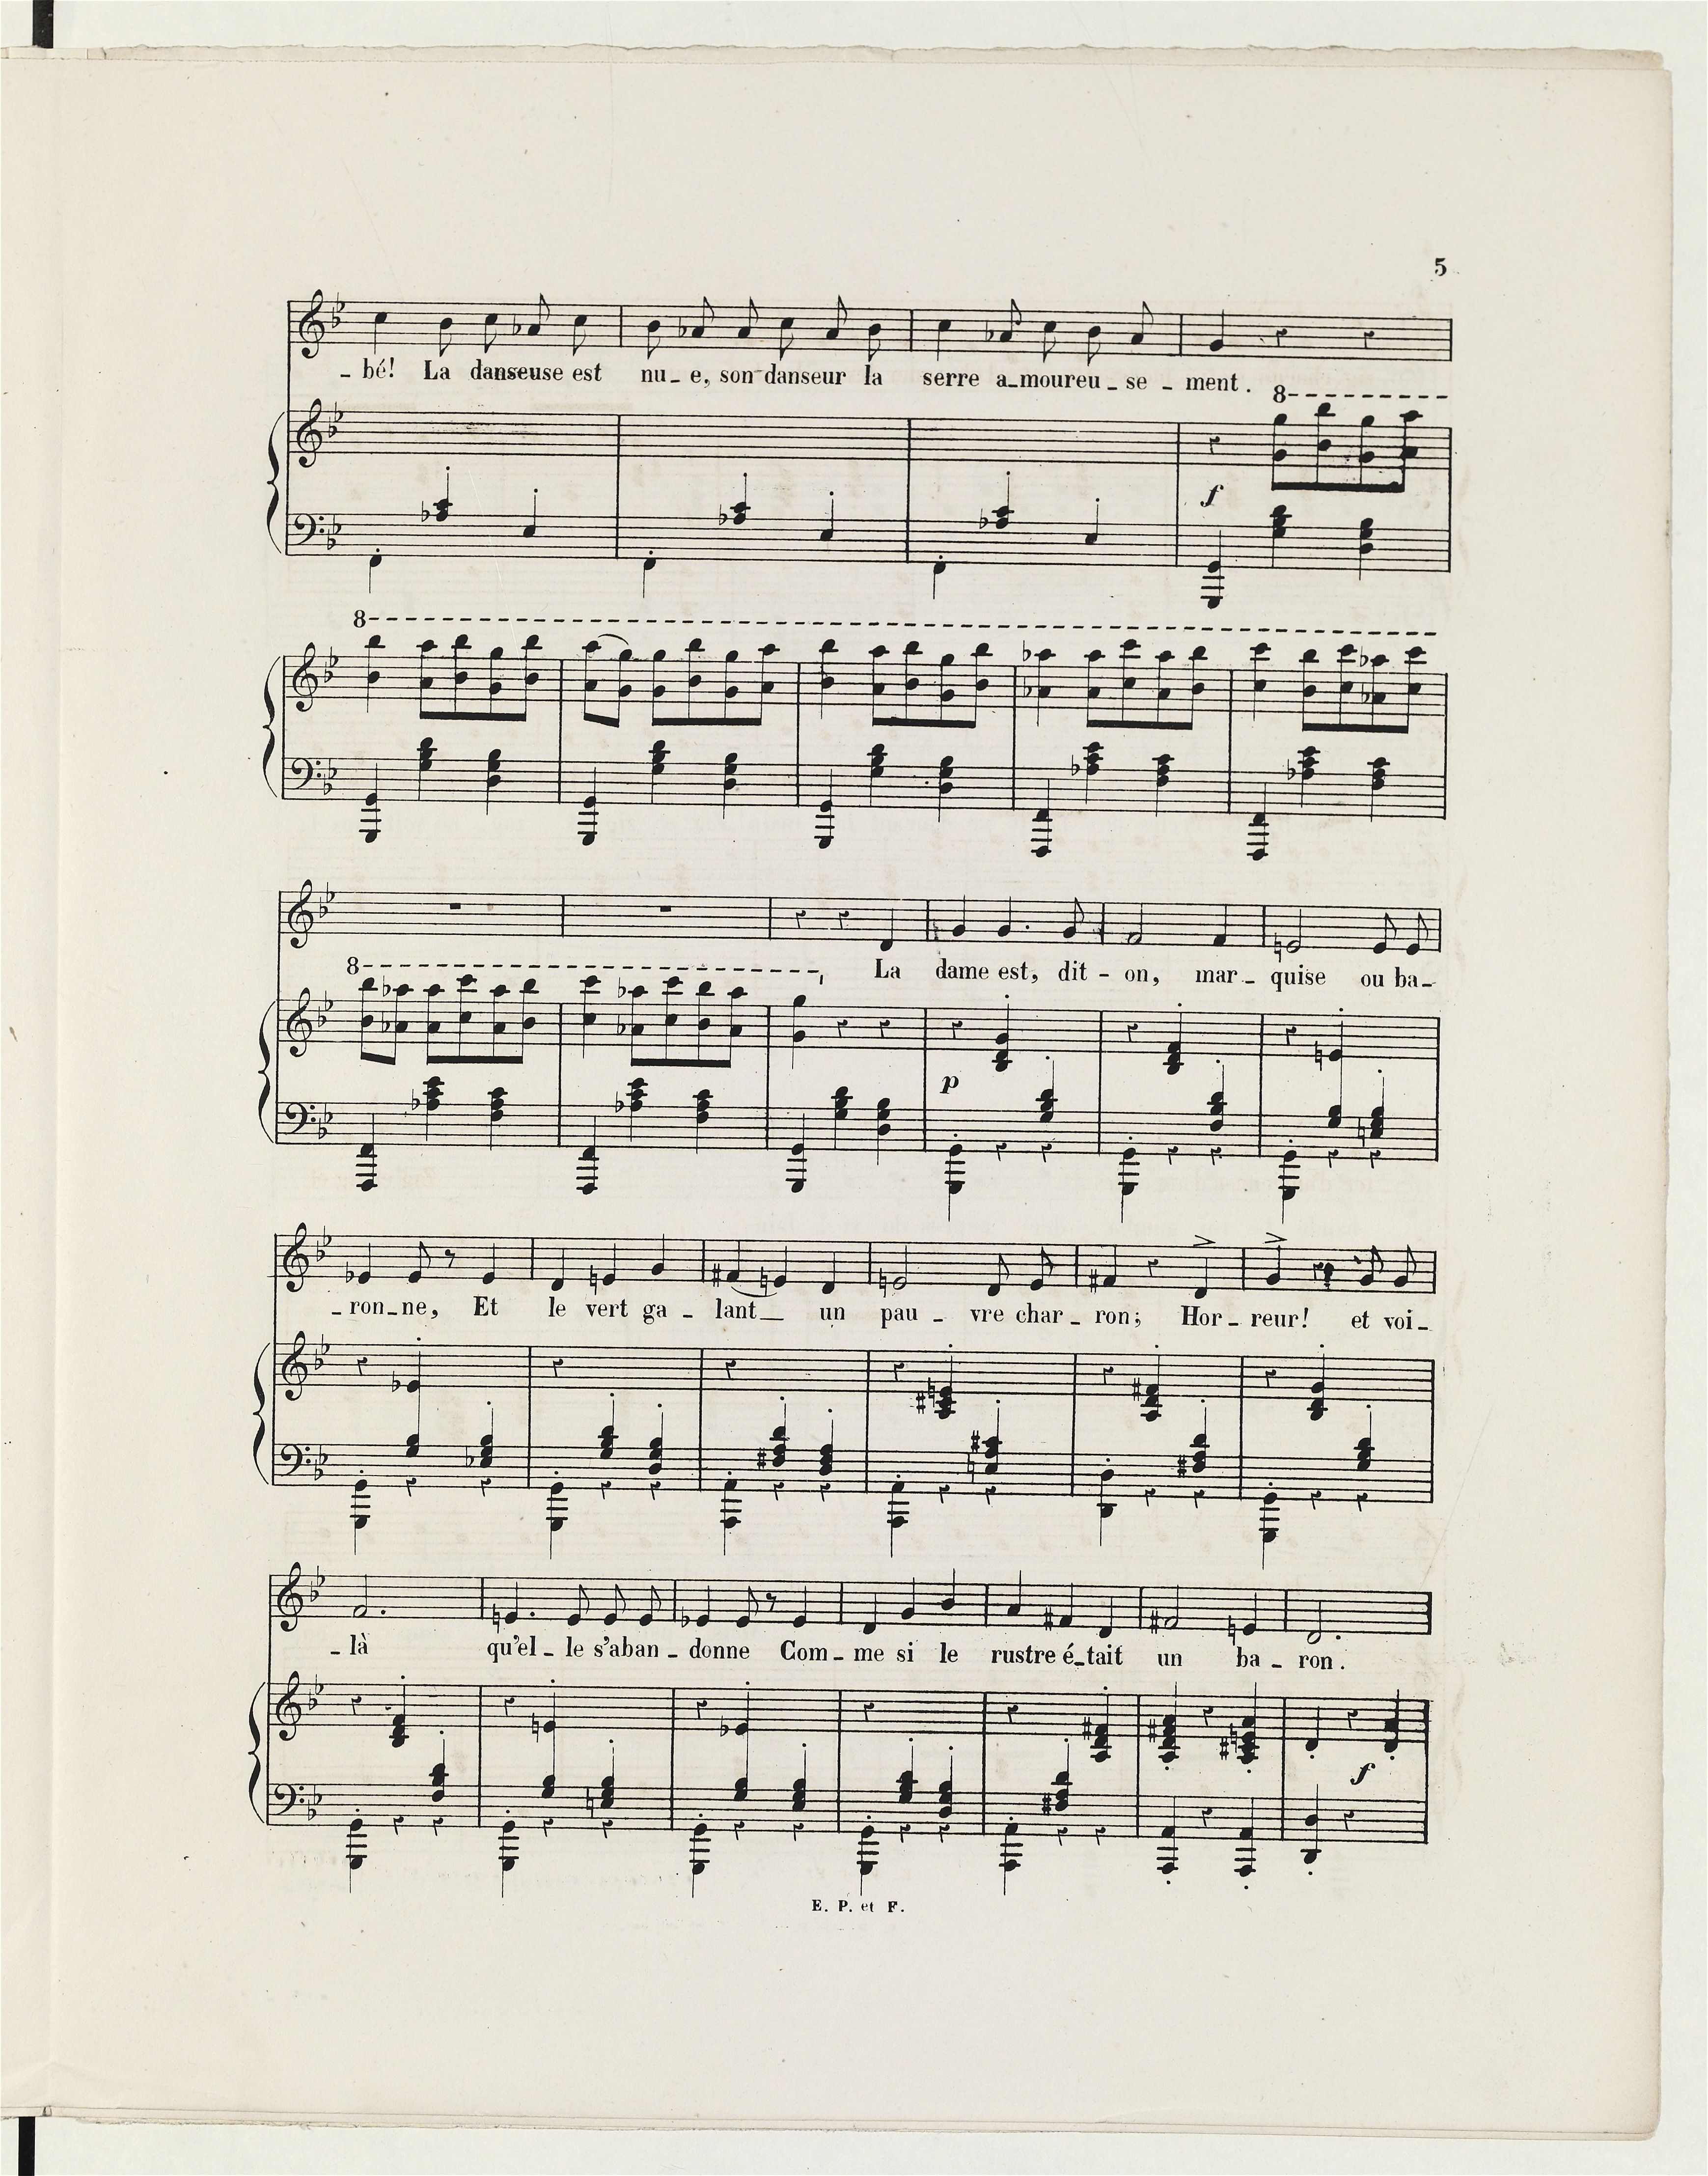 5
_ bé! La danseuse est nu_e, son danseur la serre a_moureu_se_ment.
8
f
8
8
La dame est, dit_on, mar_quise ou ba_
p
_ron_ne, Et le vert ga_lant_ un pau_vre char_ron; Hor_reur! et voi_
_là qu'el_le s'aban_donne Com_me si le rustre é_tait un ba_ron.
f
E. P. et F.